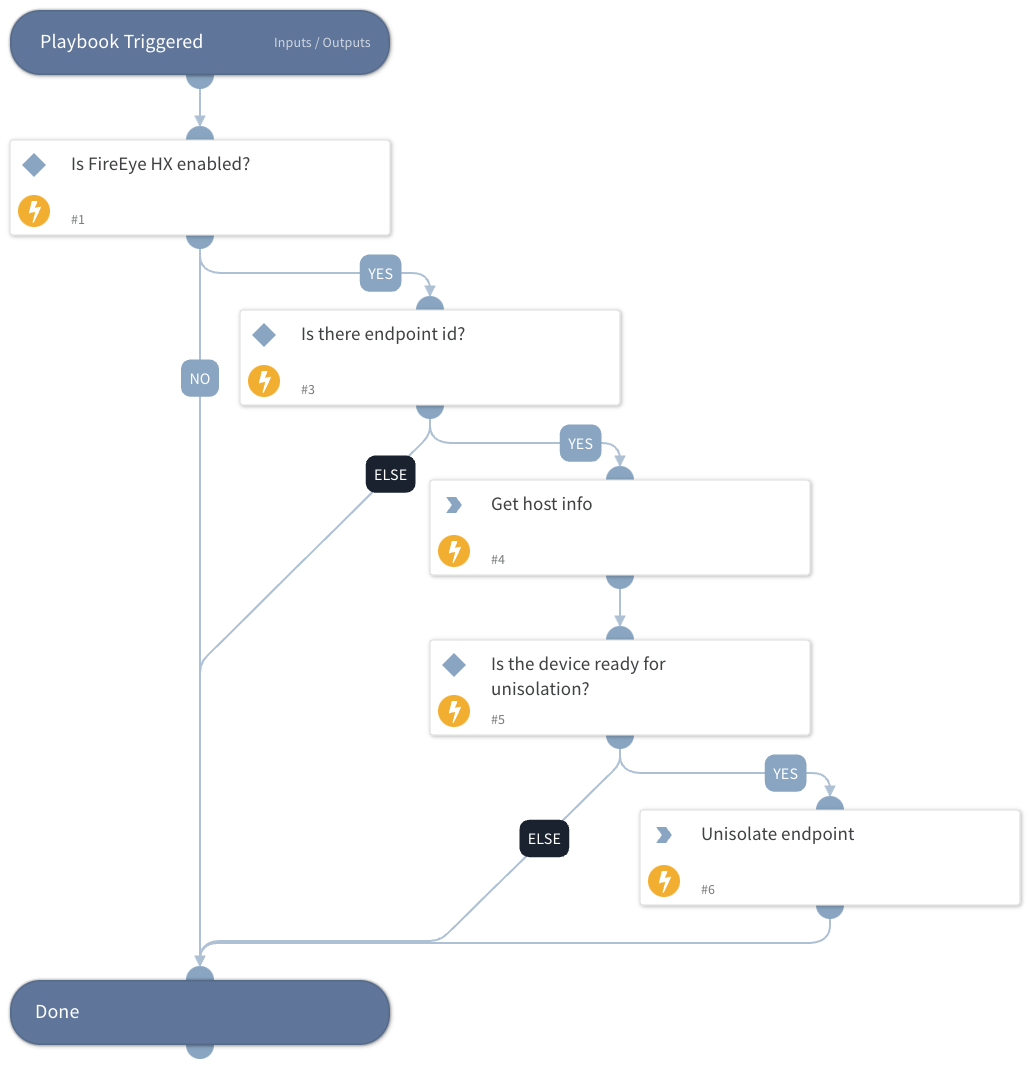 Playbook Triggered
Inputs / Outputs
Is FireEye HX enabled?
#1
YES
Is there endpoint id?
NO
#3
YES
ELSE
Get host info
#4
Is the device ready for
unisolation?
#5
YES
ELSE
Unisolate endpoint
#6
Done